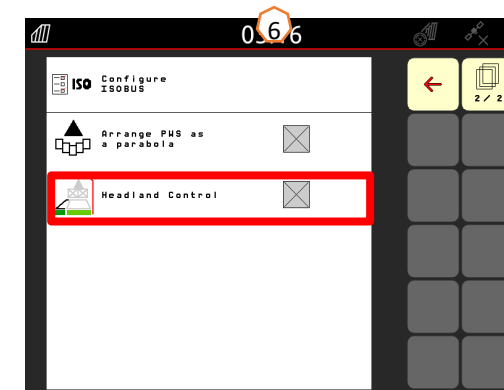 6
ISO Configure
ISOBUS
2/2
Arrange PWS as
a parabola
Headland Control